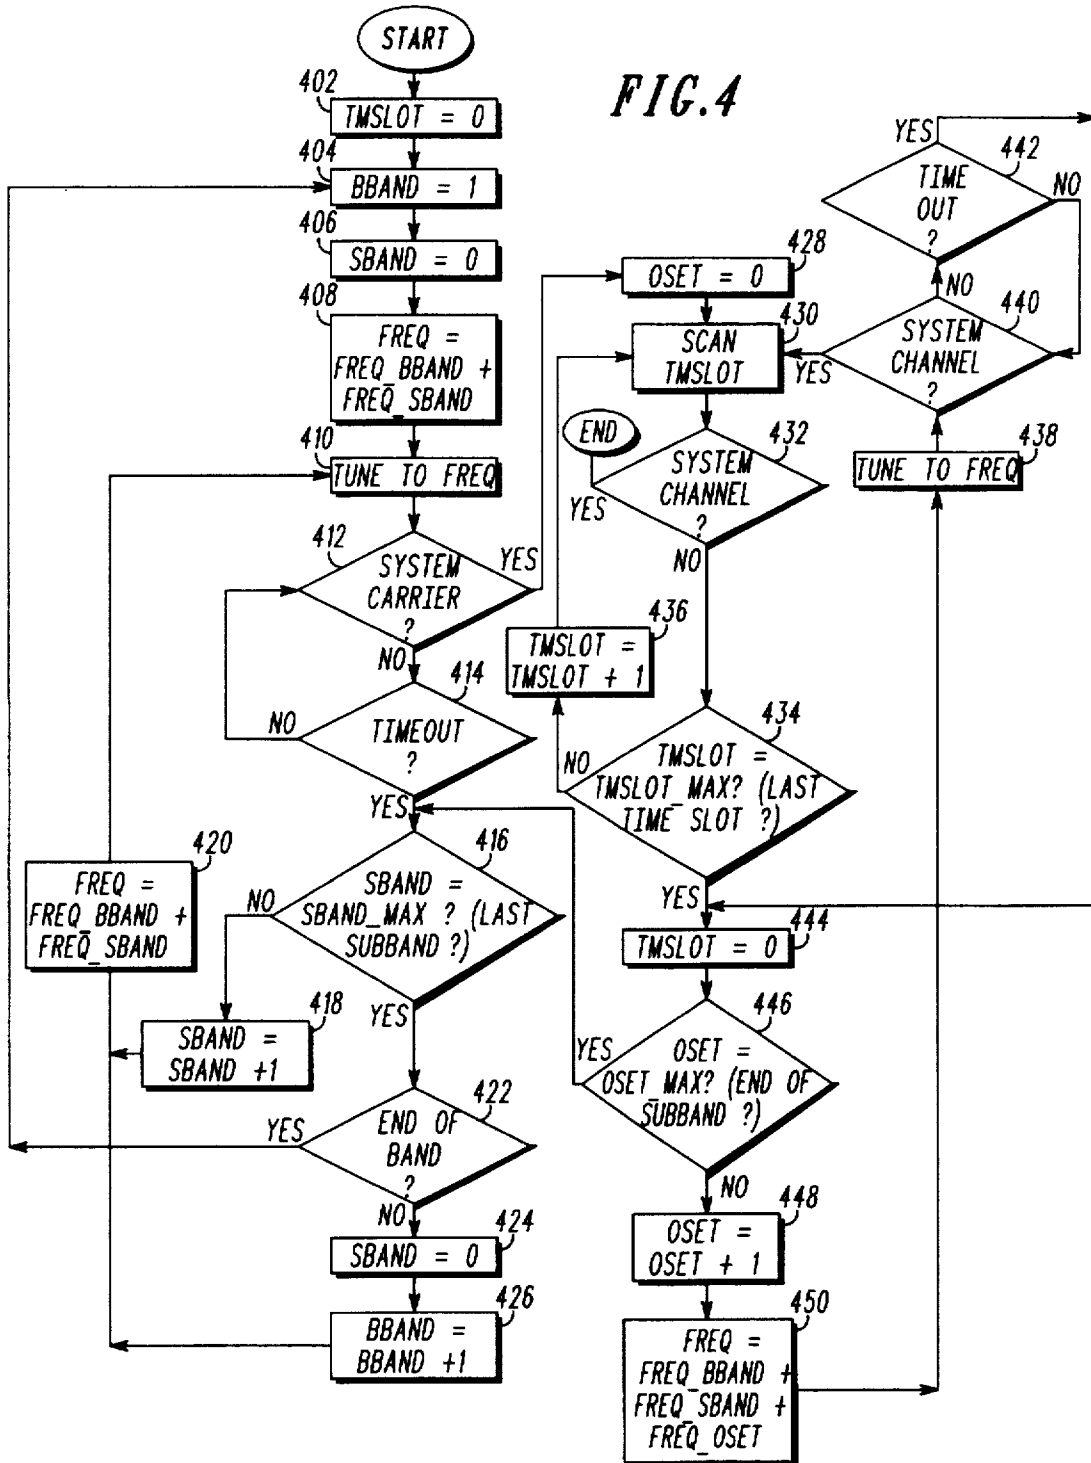 START
FIG.4
402
TMSLOT = 0
404
BBAND = 1
406
SBAND = 0
408
FREQ =
FREQ_BBAND +
FREQ_SBAND
410
TUNE TO FREQ
412
SYSTEM
CARRIER
?
YES
NO
414
TIMEOUT
?
NO
YES
416
SBAND =
SBAND_MAX ? (LAST
SUBBAND ?)
NO
YES
418
SBAND =
SBAND +1
420
FREQ =
FREQ_BBAND +
FREQ_SBAND
422
END OF
BAND
?
YES
NO
424
SBAND = 0
426
BBAND =
BBAND +1
428
OSET = 0
430
SCAN
TMSLOT
432
SYSTEM
CHANNEL
?
END
YES
NO
434
TMSLOT =
TMSLOT_MAX? (LAST
TIME SLOT ?)
NO
YES
436
TMSLOT =
TMSLOT + 1
438
TUNE TO FREQ
440
SYSTEM
CHANNEL
?
YES
NO
442
TIME
OUT
?
YES
NO
444
TMSLOT = 0
446
OSET =
OSET_MAX? (END OF
SUBBAND ?)
YES
NO
448
OSET =
OSET + 1
450
FREQ =
FREQ_BBAND +
FREQ_SBAND +
FREQ_OSET